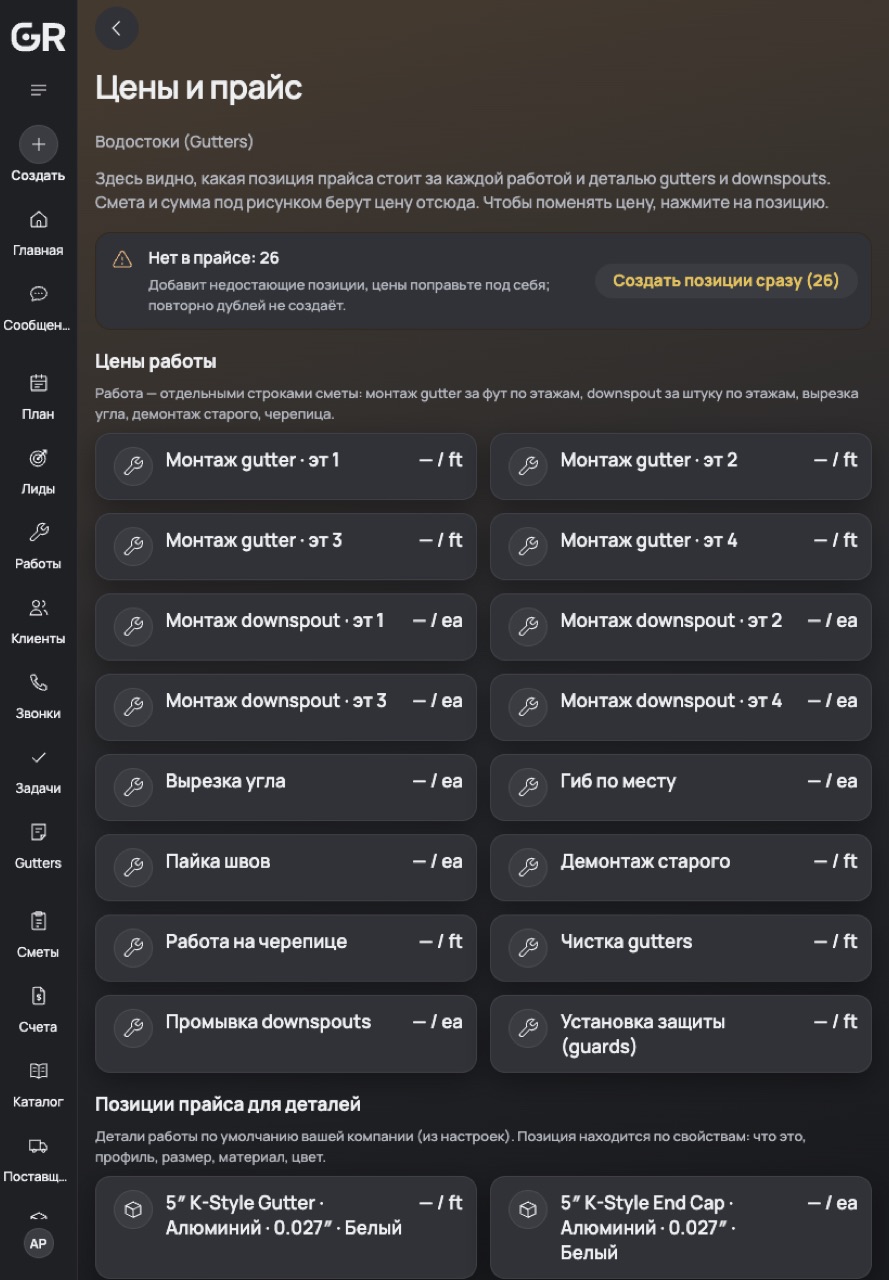 GR
Создать
Главная
Сообщен...
План
Лиды
Работы
Клиенты
Звонки
Задачи
Gutters
Сметы
Счета
Каталог
Поставщ...
AP
Цены и прайс
Водостоки (Gutters)
Здесь видно, какая позиция прайса стоит за каждой работой и деталью gutters и downspouts.
Смета и сумма под рисунком берут цену отсюда. Чтобы поменять цену, нажмите на позицию.
Нет в прайсе: 26
Добавит недостающие позиции, цены поправьте под себя;
повторно дублей не создаёт.
Создать позиции сразу (26)
Цены работы
Работа — отдельными строками сметы: монтаж gutter за фут по этажам, downspout за штуку по этажам, вырезка
угла, демонтаж старого, черепица.
Монтаж gutter · эт 1 — / ft
Монтаж gutter · эт 2 — / ft
Монтаж gutter · эт 3 — / ft
Монтаж gutter · эт 4 — / ft
Монтаж downspout · эт 1 — / ea
Монтаж downspout · эт 2 — / ea
Монтаж downspout · эт 3 — / ea
Монтаж downspout · эт 4 — / ea
Вырезка угла — / ea
Гиб по месту — / ea
Пайка швов — / ea
Демонтаж старого — / ft
Работа на черепице — / ft
Чистка gutters — / ft
Промывка downspouts — / ea
Установка защиты — / ft
(guards)
Позиции прайса для деталей
Детали работы по умолчанию вашей компании (из настроек). Позиция находится по свойствам: что это,
профиль, размер, материал, цвет.
5″ K-Style Gutter · — / ft
Алюминий · 0.027″ · Белый
5″ K-Style End Cap · — / ea
Алюминий · 0.027″ ·
Белый